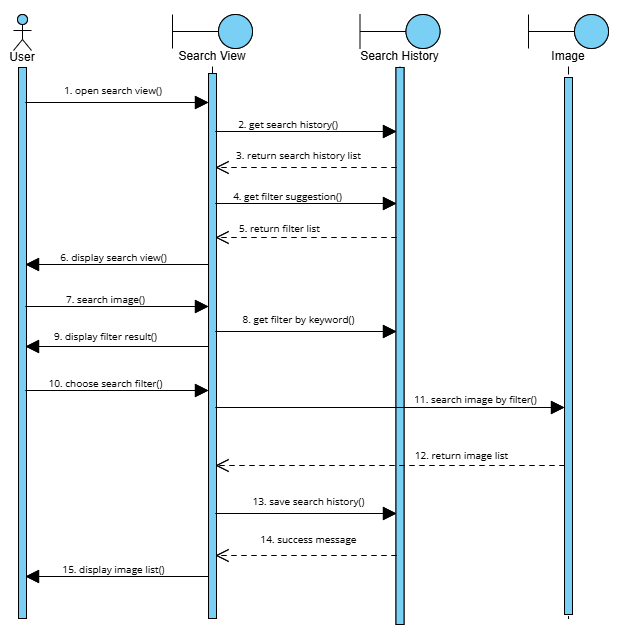 User
Search View
Search History
Image
1. open search view()
2. get search history()
3. return search history list
4. get filter suggestion()
5. return filter list
6. display search view()
7. search image()
8. get filter by keyword()
9. display filter result()
10. choose search filter()
11. search image by filter()
12. return image list
13. save search history()
14. success message
15. display image list()